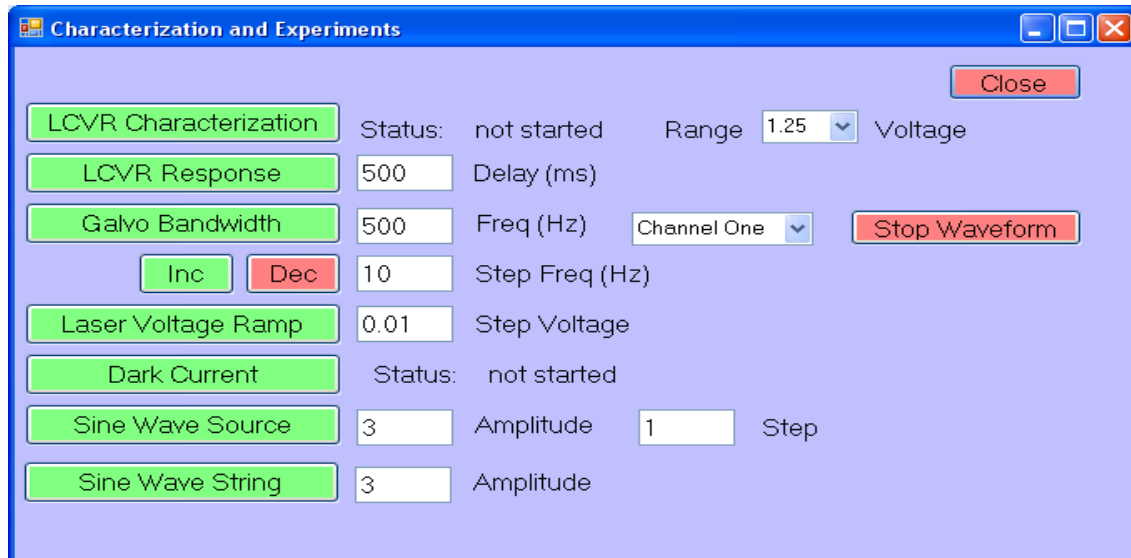 Characterization and Experiments
Close
LCVR Characterization Status: not started Range 1.25 Voltage
LCVR Response 500 Delay (ms)
Galvo Bandwidth 500 Freq (Hz) Channel One Stop Waveform
Inc Dec 10 Step Freq (Hz)
Laser Voltage Ramp 0.01 Step Voltage
Dark Current Status: not started
Sine Wave Source 3 Amplitude 1 Step
Sine Wave String 3 Amplitude